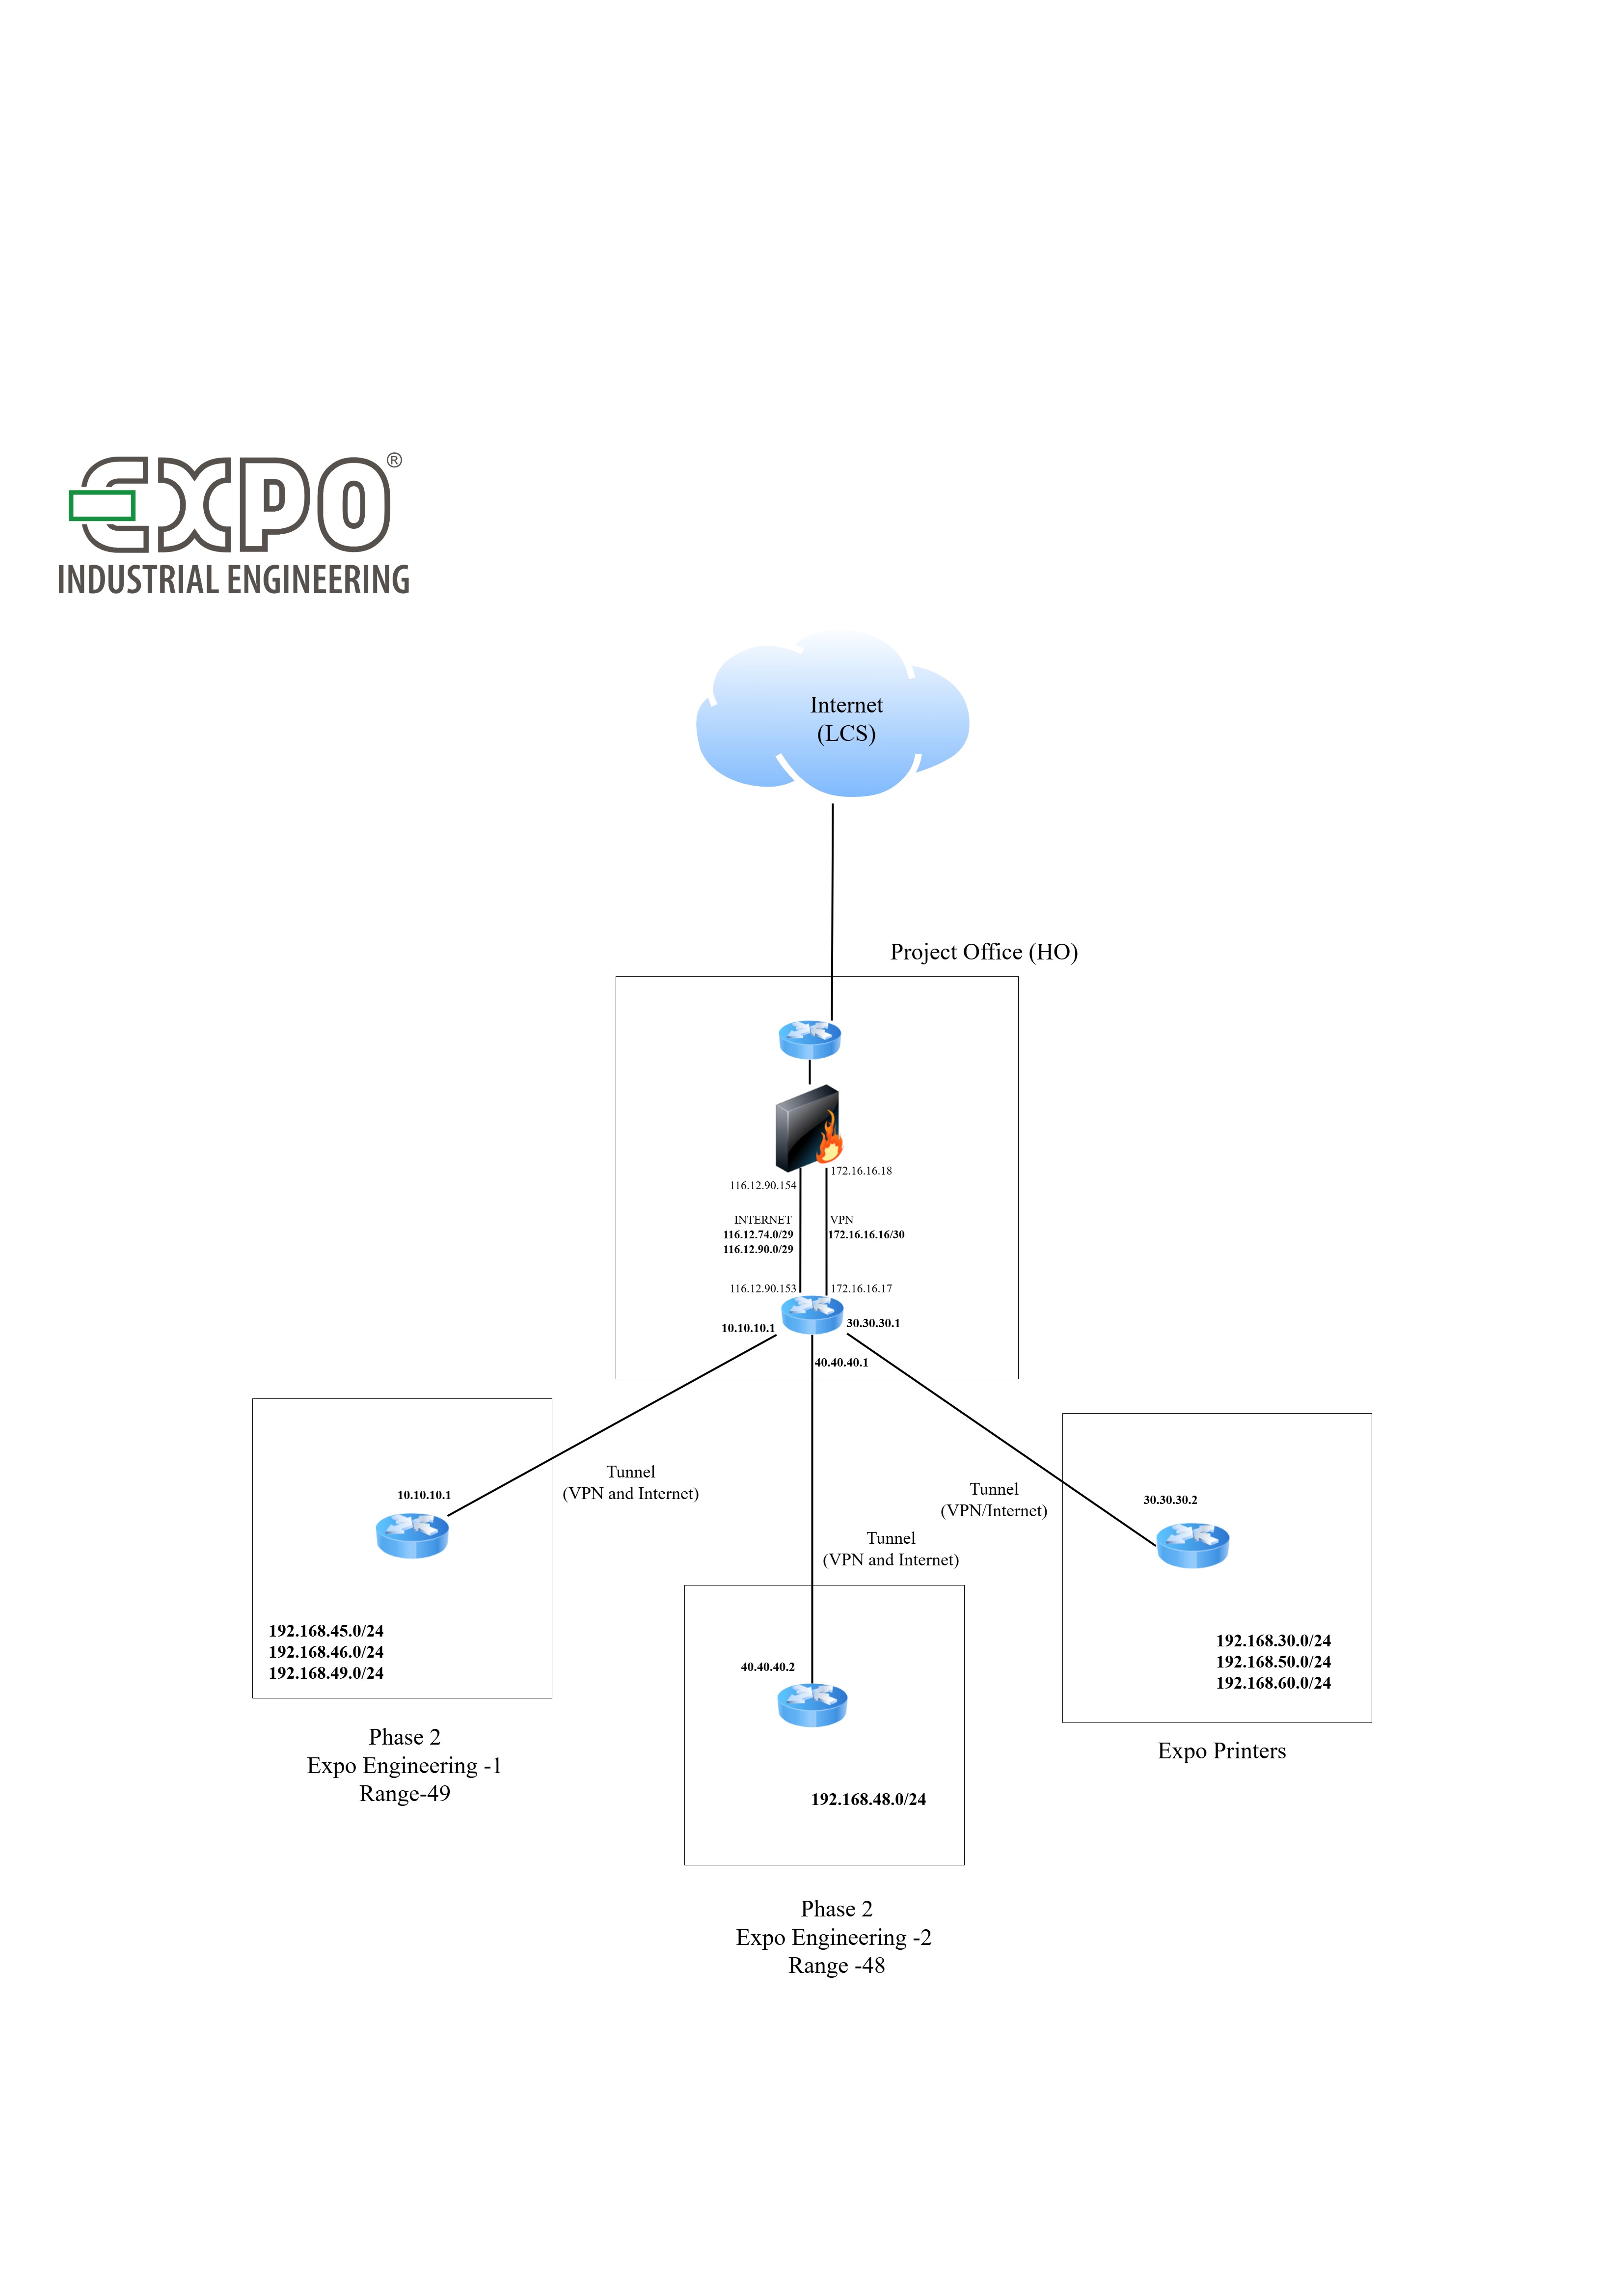 EXPO®
INDUSTRIAL ENGINEERING
Internet
(LCS)
Project Office (HO)
172.16.16.18
116.12.90.154
INTERNET
116.12.74.0/29
116.12.90.0/29
VPN
172.16.16.16/30
116.12.90.153
172.16.16.17
10.10.10.1
30.30.30.1
40.40.40.1
Tunnel
(VPN and Internet)
Tunnel
(VPN/Internet)
Tunnel
(VPN and Internet)
10.10.10.1
192.168.45.0/24
192.168.46.0/24
192.168.49.0/24
Phase 2
Expo Engineering -1
Range-49
40.40.40.2
192.168.48.0/24
Phase 2
Expo Engineering -2
Range -48
30.30.30.2
192.168.30.0/24
192.168.50.0/24
192.168.60.0/24
Expo Printers